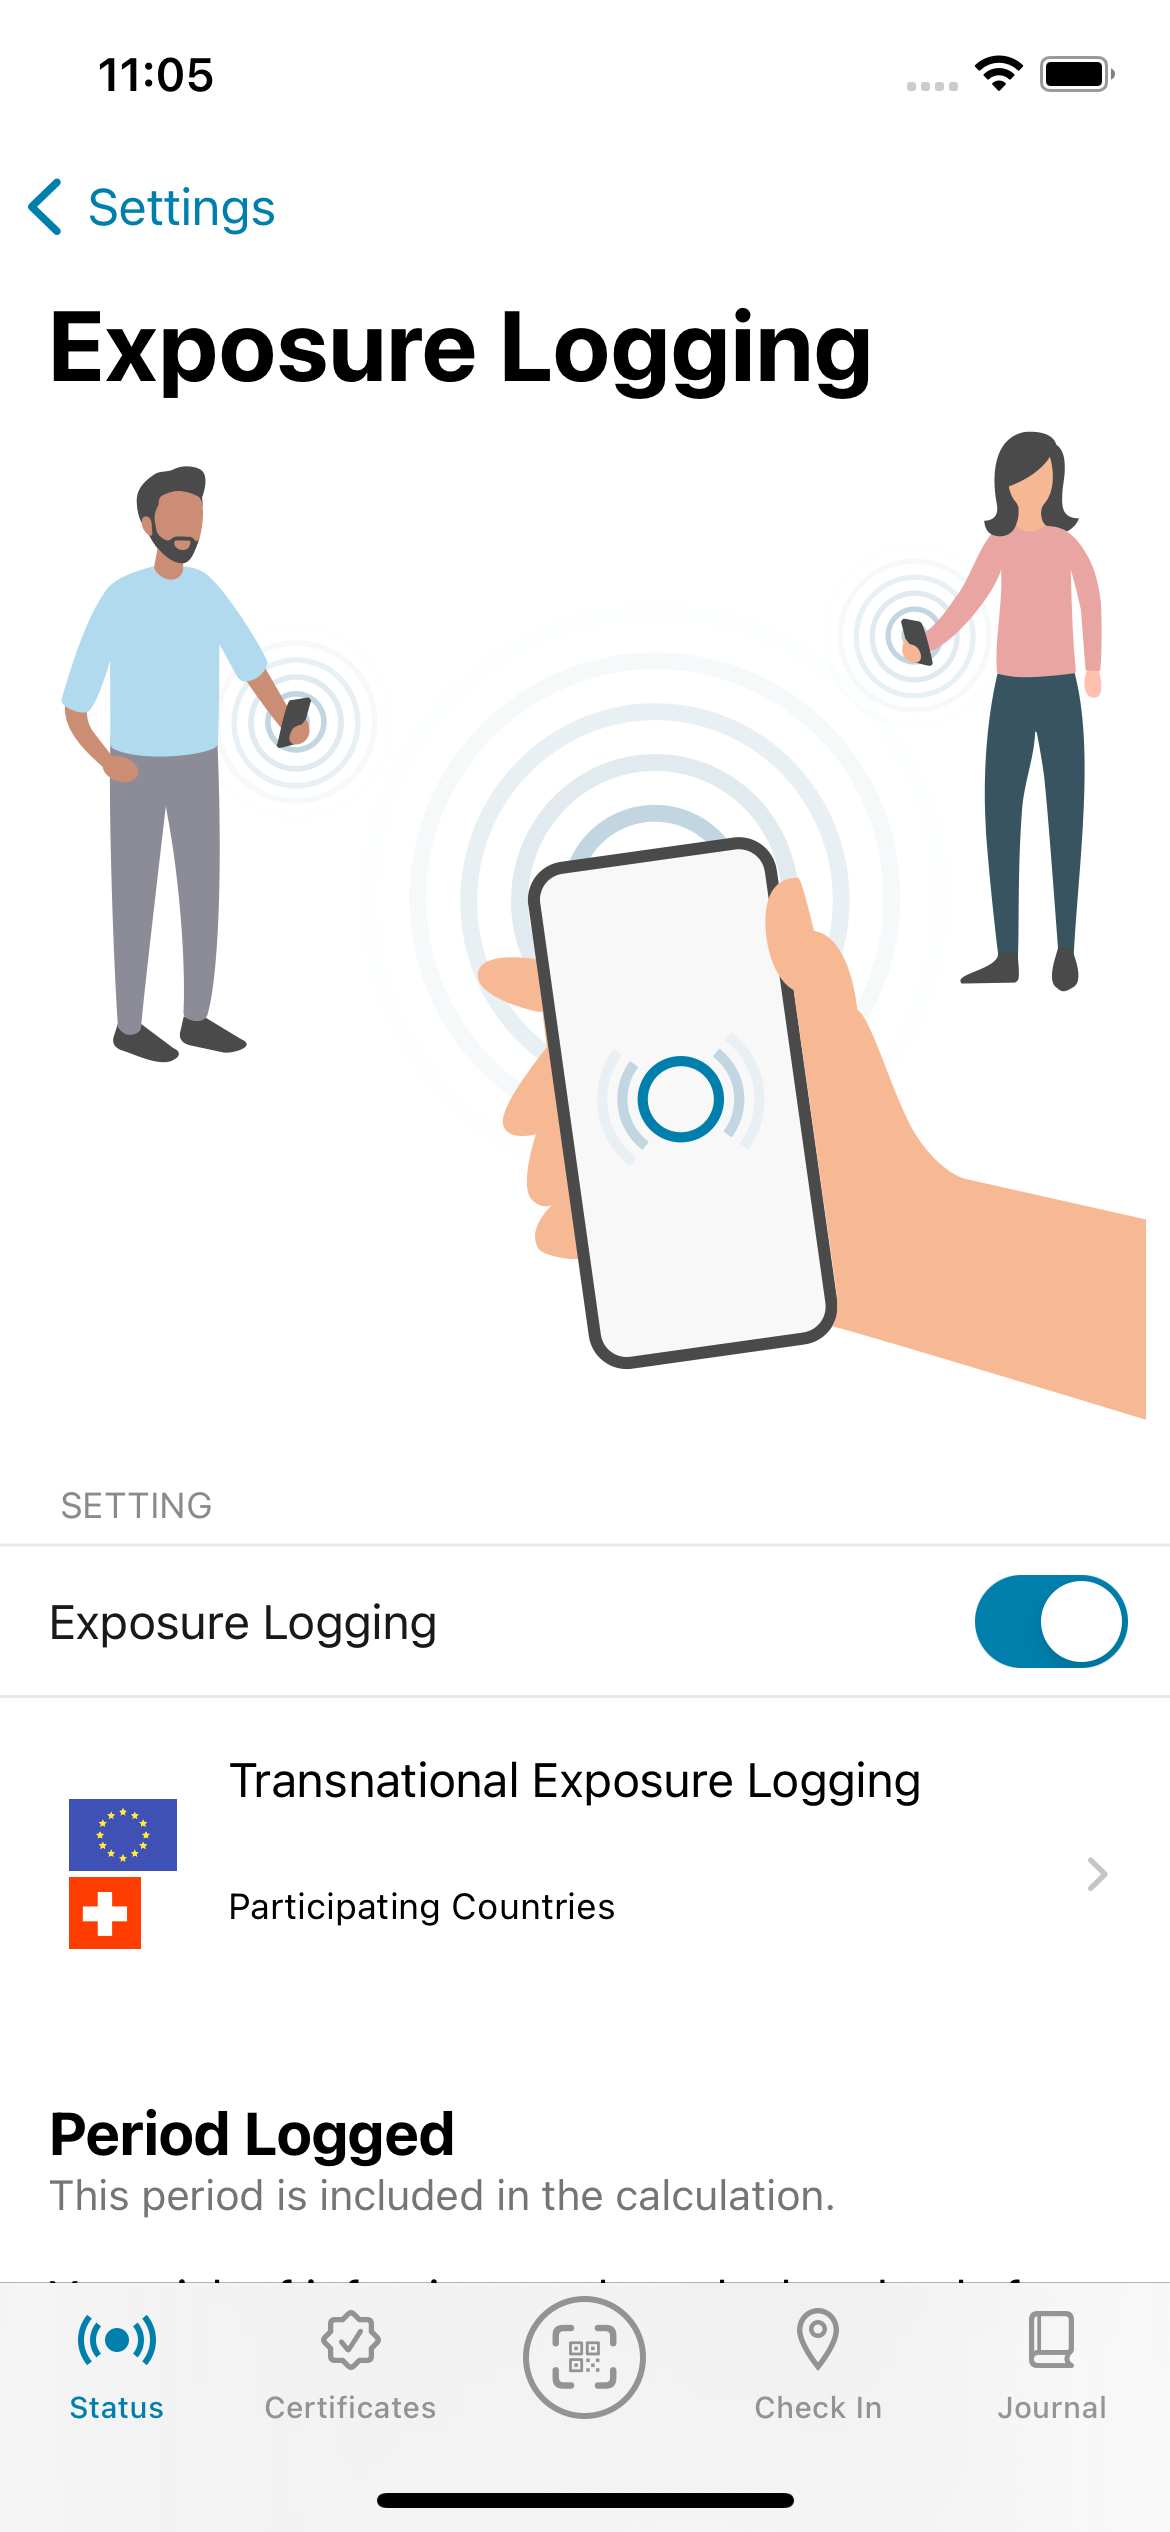 11:05
Settings
Exposure Logging
SETTING
Exposure Logging
Transnational Exposure Logging
Participating Countries
Period Logged
This period is included in the calculation.
Status
Certificates
Check In
Journal